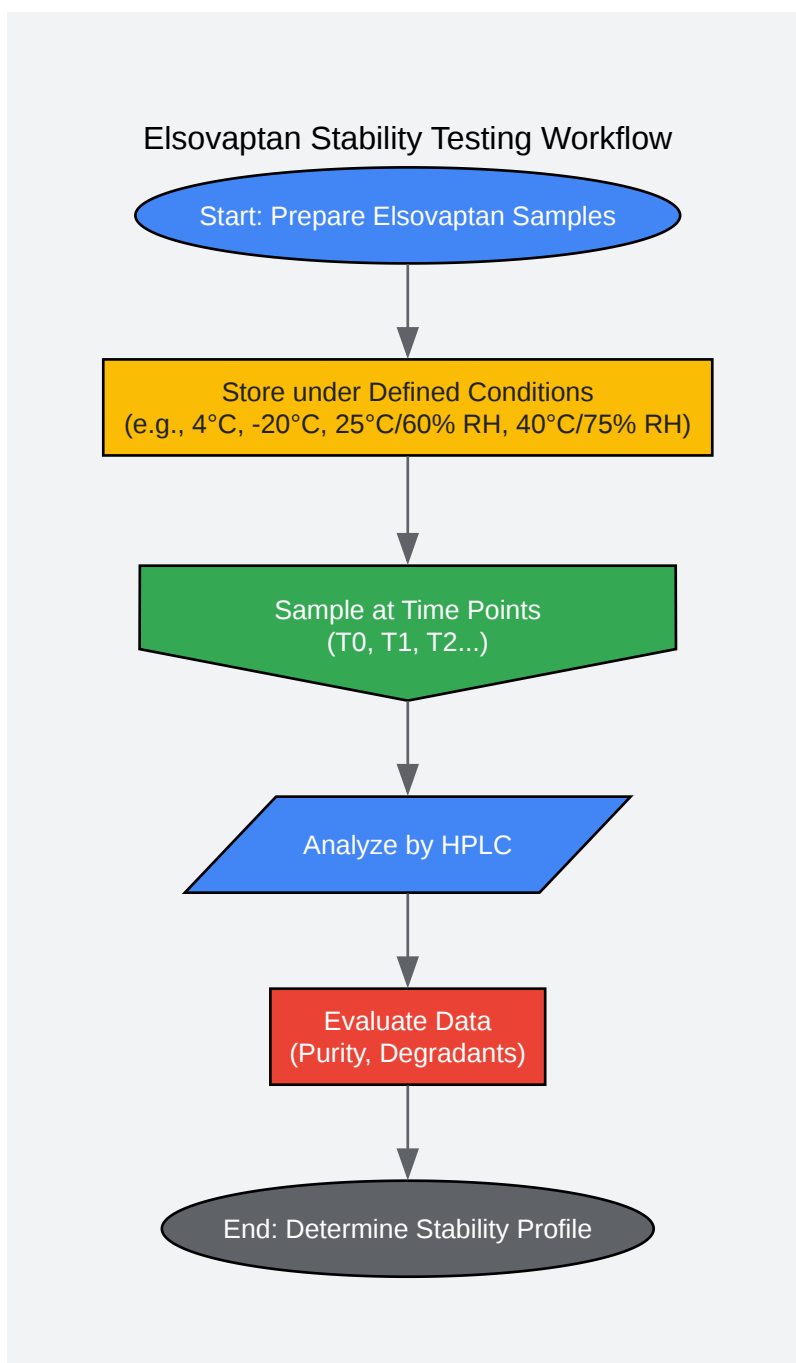 Elsovaptan Stability Testing Workflow
Start: Prepare Elsovaptan Samples
Store under Defined Conditions
(e.g., 4°C, -20°C, 25°C/60% RH, 40°C/75% RH)
Sample at Time Points
(T0, T1, T2...)
Analyze by HPLC
Evaluate Data
(Purity, Degradants)
End: Determine Stability Profile